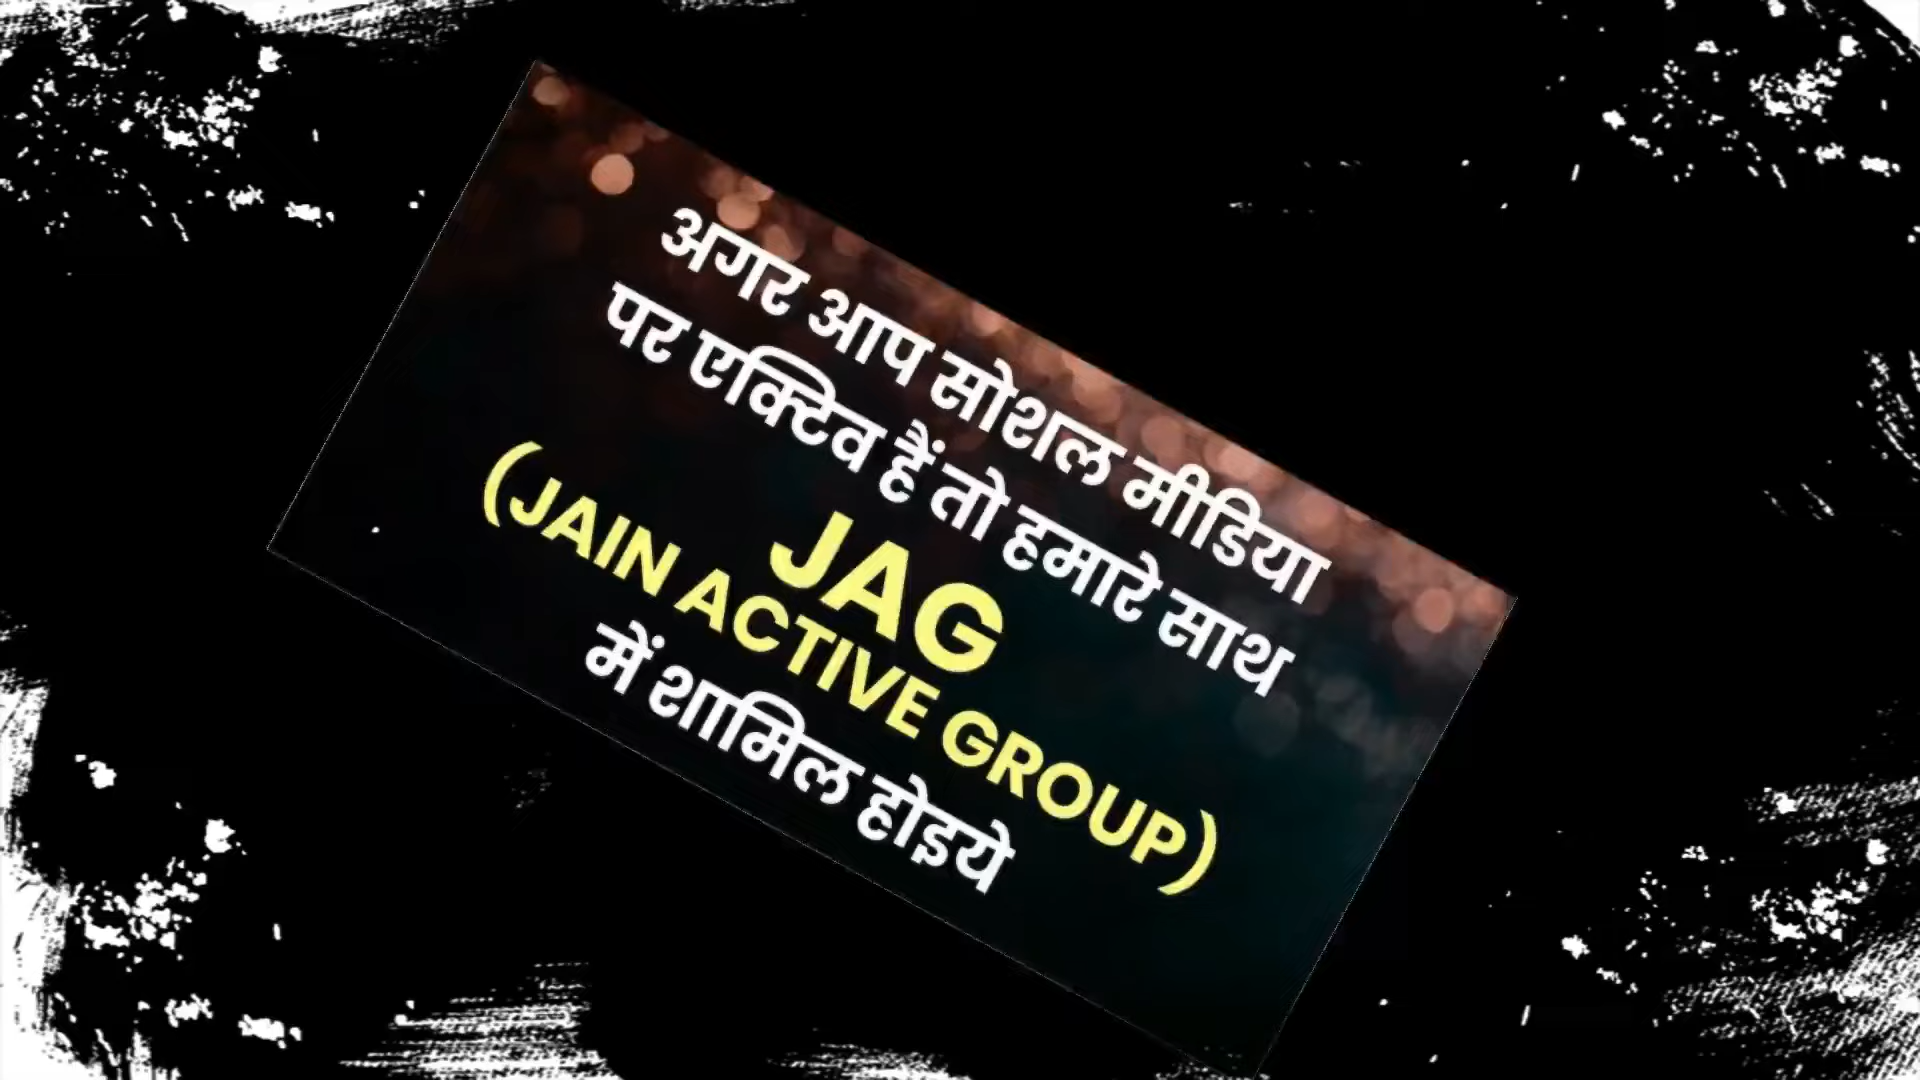 अगर आप सोशल मीडिया
पर एक्टिव हैं तो हमारे साथ
JAG
(JAIN ACTIVE GROUP)
में शामिल होइये